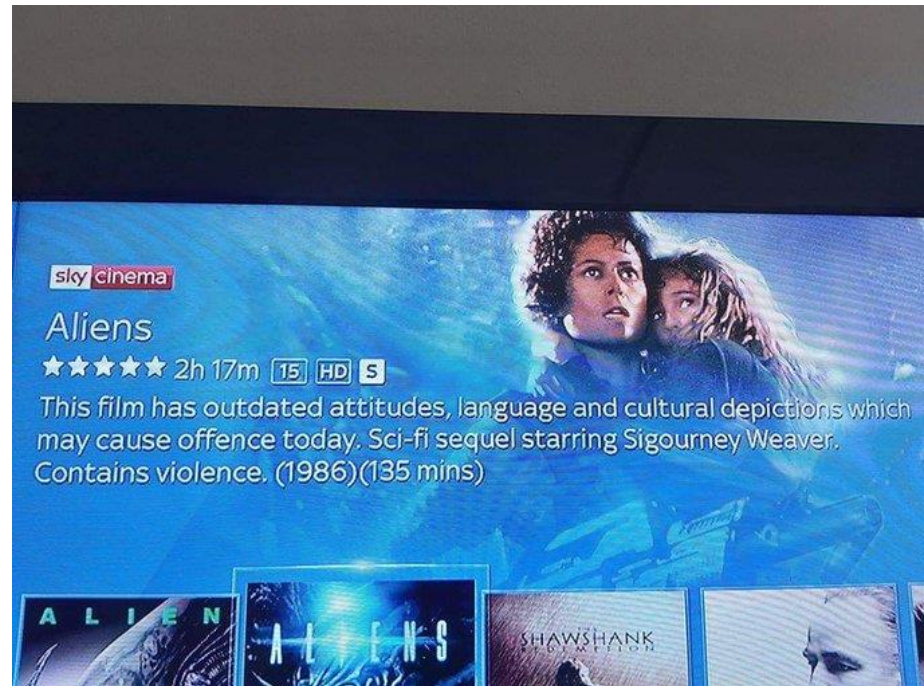 sky cinema
Aliens
2h 17m 15 HD S
This film has outdated attitudes, language and cultural depictions which
may cause offence today. Sci-fi sequel starring Sigourney Weaver.
Contains violence. (1986)(135 mins)
ALIEN
ALIENS
SHAWSHANK
REDEMPTION